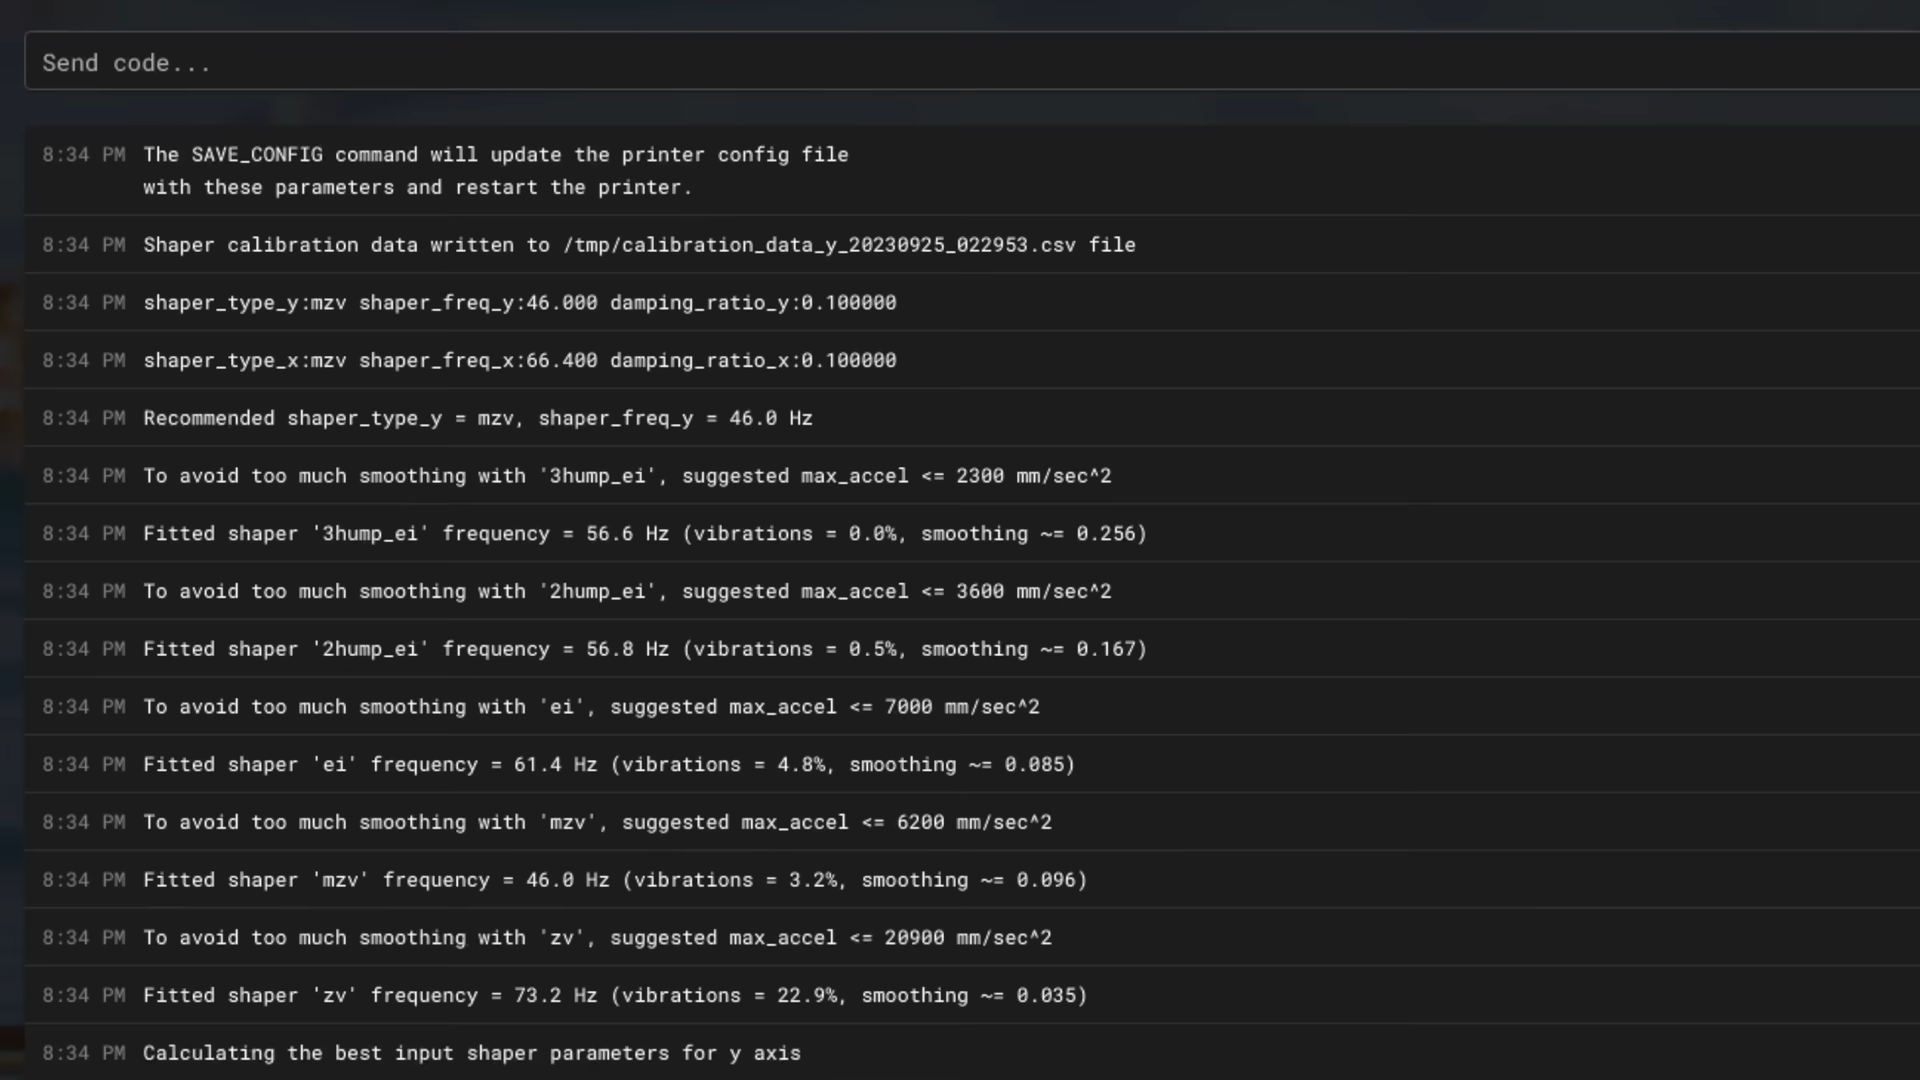 Send code...
8:34 PM The SAVE_CONFIG command will update the printer config file
with these parameters and restart the printer.
8:34 PM Shaper calibration data written to /tmp/calibration_data_y_20230925_022953.csv file
8:34 PM shaper_type_y:mzv shaper_freq_y:46.000 damping_ratio_y:0.100000
8:34 PM shaper_type_x:mzv shaper_freq_x:66.400 damping_ratio_x:0.100000
8:34 PM Recommended shaper_type_y = mzv, shaper_freq_y = 46.0 Hz
8:34 PM To avoid too much smoothing with '3hump_ei', suggested max_accel <= 2300 mm/sec^2
8:34 PM Fitted shaper '3hump_ei' frequency = 56.6 Hz (vibrations = 0.0%, smoothing ~= 0.256)
8:34 PM To avoid too much smoothing with '2hump_ei', suggested max_accel <= 3600 mm/sec^2
8:34 PM Fitted shaper '2hump_ei' frequency = 56.8 Hz (vibrations = 0.5%, smoothing ~= 0.167)
8:34 PM To avoid too much smoothing with 'ei', suggested max_accel <= 7000 mm/sec^2
8:34 PM Fitted shaper 'ei' frequency = 61.4 Hz (vibrations = 4.8%, smoothing ~= 0.085)
8:34 PM To avoid too much smoothing with 'mzv', suggested max_accel <= 6200 mm/sec^2
8:34 PM Fitted shaper 'mzv' frequency = 46.0 Hz (vibrations = 3.2%, smoothing ~= 0.096)
8:34 PM To avoid too much smoothing with 'zv', suggested max_accel <= 20900 mm/sec^2
8:34 PM Fitted shaper 'zv' frequency = 73.2 Hz (vibrations = 22.9%, smoothing ~= 0.035)
8:34 PM Calculating the best input shaper parameters for y axis